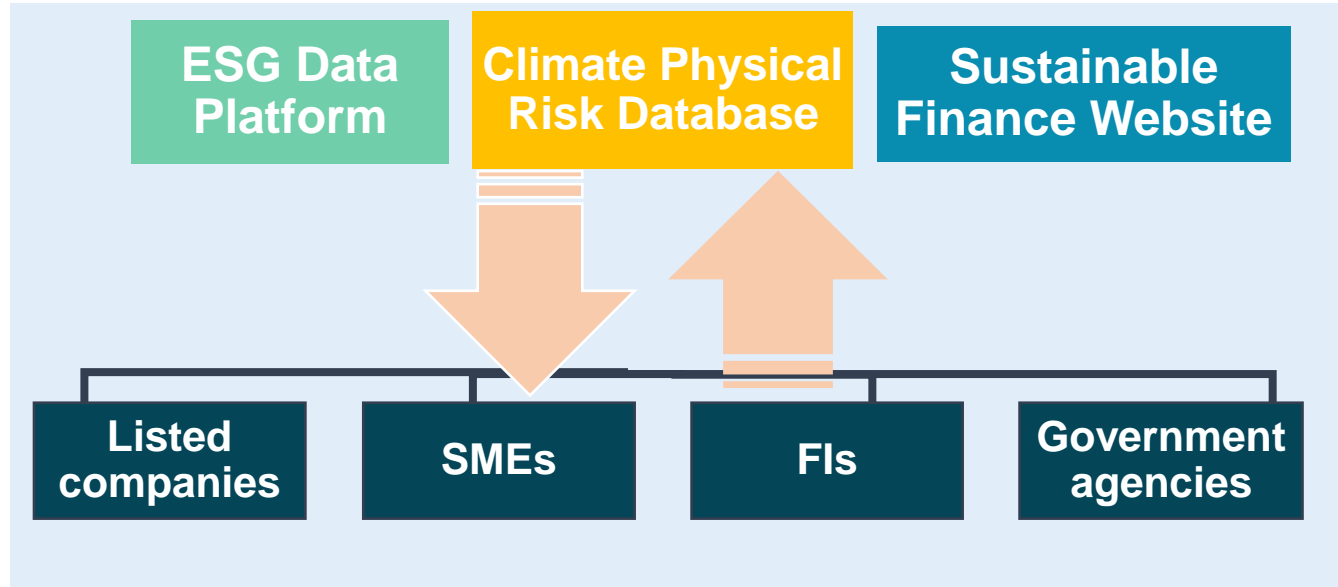 ESG Data
Platform
Climate Physical
Risk Database
Sustainable
Finance Website
Listed
companies
SMEs
FIs
Government
agencies